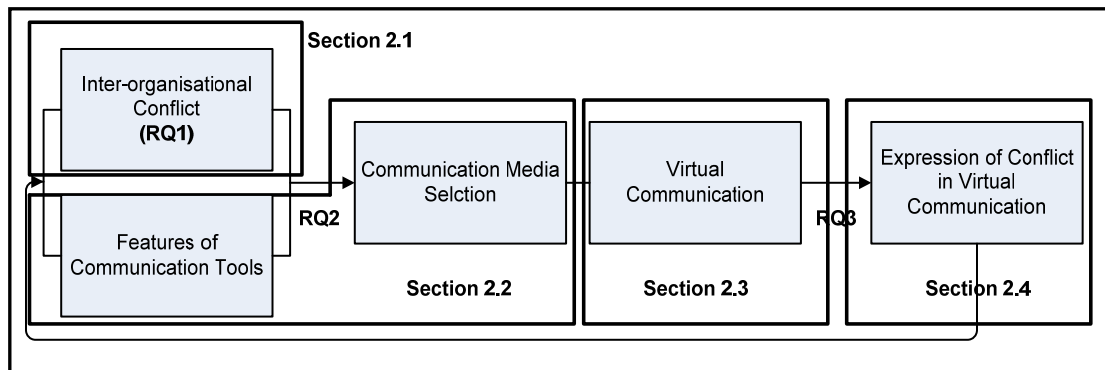 Section 2.1
Inter-organisational
Conflict
(RQ1)
Features of
Communication Tools
RQ2
Communication Media
Selction
Section 2.2
Virtual
Communication
Section 2.3
RQ3
Expression of Conflict
in Virtual
Communication
Section 2.4